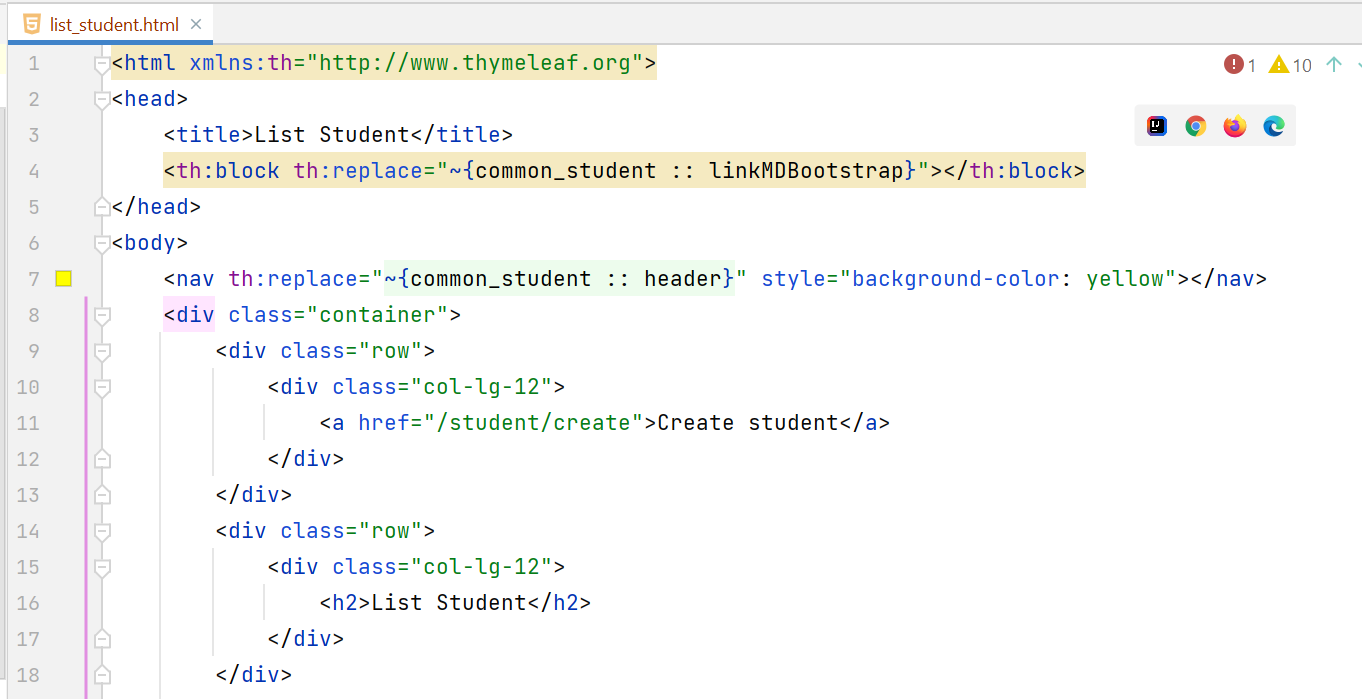 list_student.html
1 10
1 <html xmlns:th="http://www.thymeleaf.org">
2 <head>
3 <title>List Student</title>
4 <th:block th:replace="~{common_student :: linkMDBootstrap}"></th:block>
5 </head>
6 <body>
7 <nav th:replace="~{common_student :: header}" style="background-color: yellow"></nav>
8 <div class="container">
9 <div class="row">
10 <div class="col-lg-12">
11 <a href="/student/create">Create student</a>
12 </div>
13 </div>
14 <div class="row">
15 <div class="col-lg-12">
16 <h2>List Student</h2>
17 </div>
18 </div>